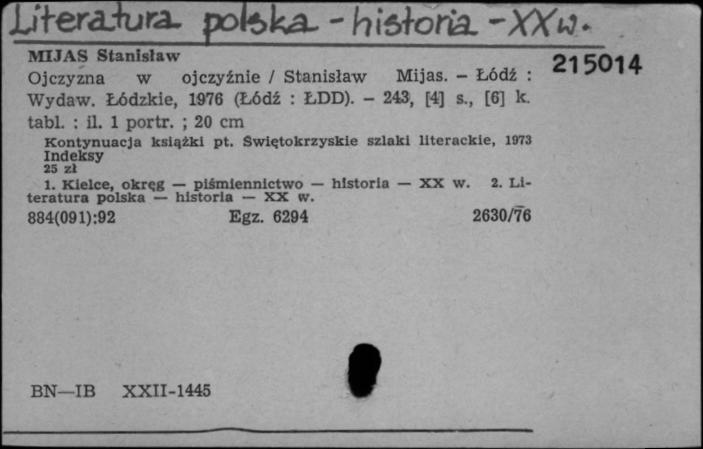 Literatura polska - historia - XX w.
MIJAS Stanisław
215014
Ojczyzna w ojczyźnie / Stanisław Mijas. — Łódź :
Wydaw. Łódzkie, 1976 (Łódź : ŁDD). — 243, [4] s., [6] k.
tabl. : il. 1 portr. ; 20 cm
Kontynuacja książki pt. Świętokrzyskie szlaki literackie, 1973
Indeksy
25 zł
1. Kielce, okręg — piśmiennictwo — historia — XX w. 2. Li-
teratura polska — historia — XX w.
884(091):92 Egz. 6294 2630/76
BN—IB XXII-1445